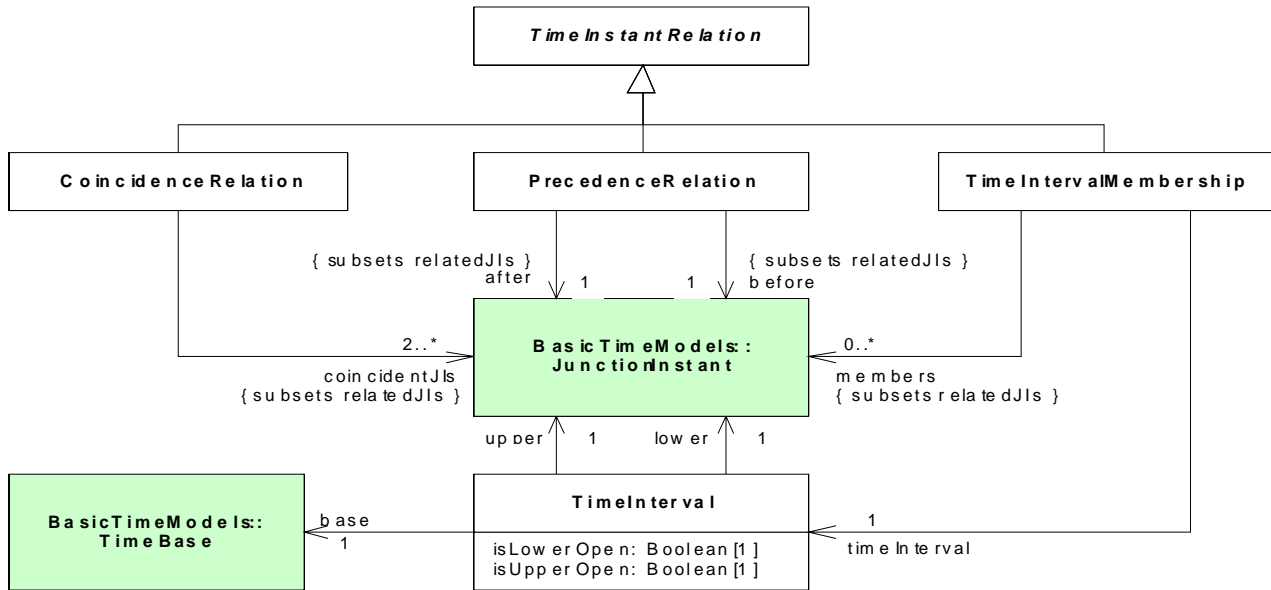 TimeInstantRelation
CoincidenceRelation
PrecedenceRelation
TimeIntervalMembership
{ subsets relatedJIs }
after
1
1
{ subsets relatedJIs }
before
2..*
coincidentJIs
{ subsets relatedJIs }
BasicTimeModels::
JunctionInstant
0..*
members
{ subsets relatedJIs }
upper
1
lower
1
BasicTimeModels::
TimeBase
base
1
TimeInterval
isLowerOpen: Boolean[1]
isUpperOpen: Boolean[1]
1
timeInterval